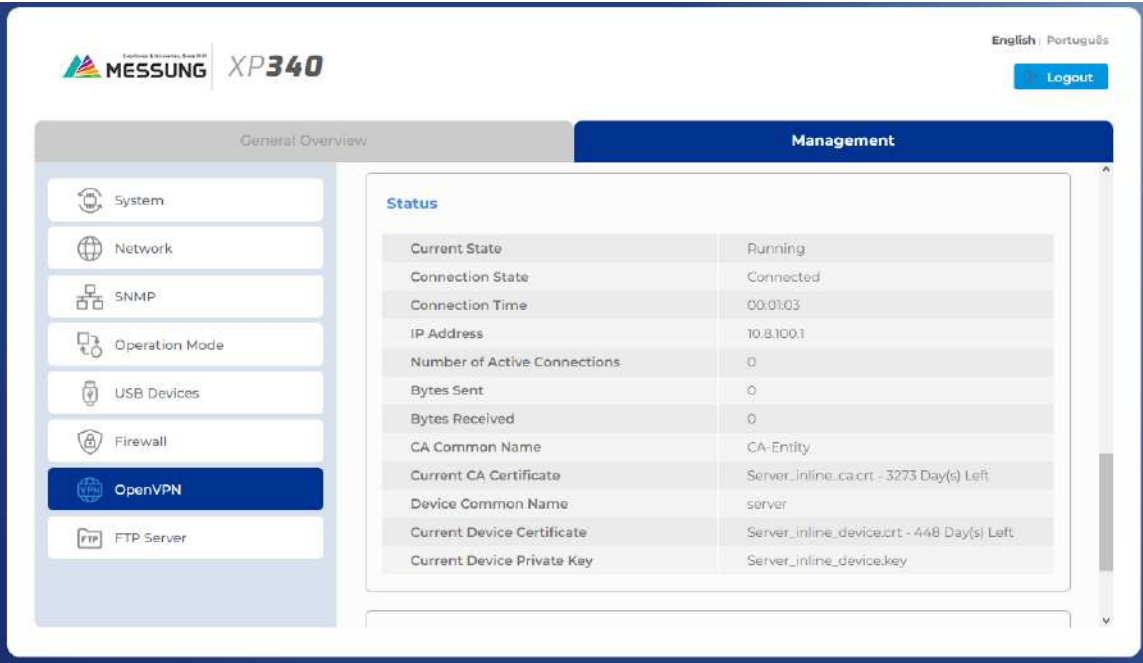 English | Português
MESSUNG XP340
Logout
General Overview
Management
System
Network
SNMP
Operation Mode
USB Devices
Firewall
VPN OpenVPN
FTP FTP Server
Status
Current State Running
Connection State Connected
Connection Time 00:01:03
IP Address 10.8.100.1
Number of Active Connections 0
Bytes Sent 0
Bytes Received 0
CA Common Name CA-Entity
Current CA Certificate Server_inline_ca.crt - 3273 Day(s) Left
Device Common Name server
Current Device Certificate Server_inline_device.crt - 448 Day(s) Left
Current Device Private Key Server_inline_device.key